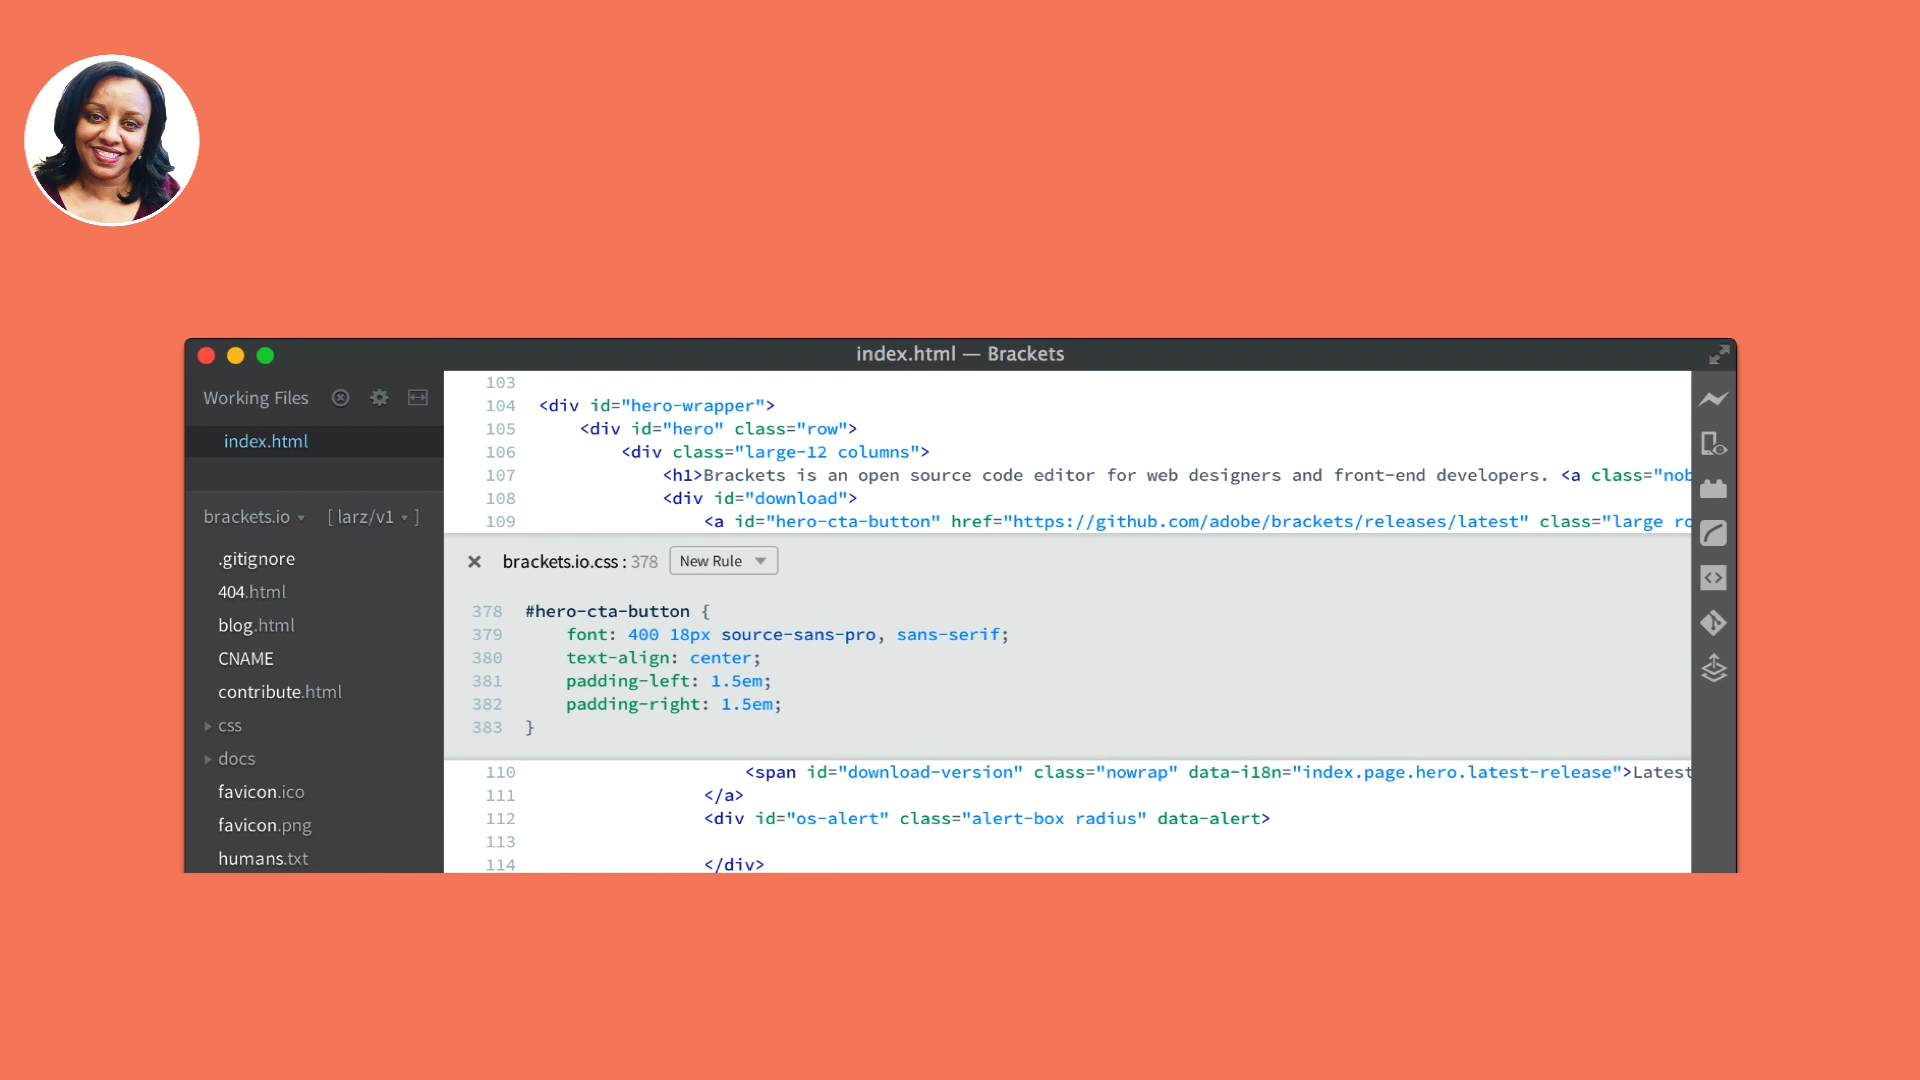 index.html — Brackets
Working Files
index.html
brackets.io [ larz/v1 ]
.gitignore
404.html
blog.html
CNAME
contribute.html
css
docs
favicon.ico
favicon.png
humans.txt
103
104 <div id="hero-wrapper">
105 <div id="hero" class="row">
106 <div class="large-12 columns">
107 <h1>Brackets is an open source code editor for web designers and front-end developers. <a class="nob
108 <div id="download">
109 <a id="hero-cta-button" href="https://github.com/adobe/brackets/releases/latest" class="large ro
brackets.io.css : 378 New Rule
378 #hero-cta-button {
379 font: 400 18px source-sans-pro, sans-serif;
380 text-align: center;
381 padding-left: 1.5em;
382 padding-right: 1.5em;
383 }
110 <span id="download-version" class="nowrap" data-i18n="index.page.hero.latest-release">Latest
111 </a>
112 <div id="os-alert" class="alert-box radius" data-alert>
113
114 </div>